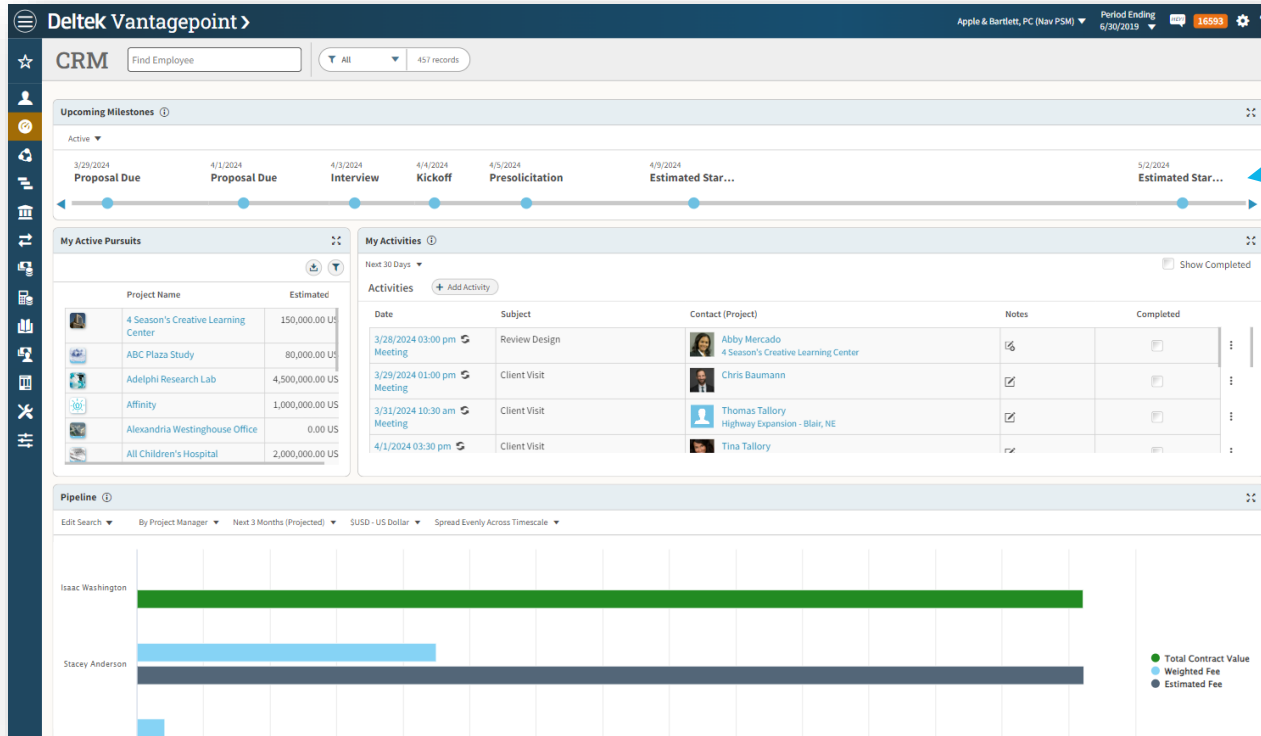 Deltek Vantagepoint >
Apple & Bartlett, PC (Nav PSM)
Period Ending
6/30/2019
16593
CRM
Find Employee
All
457 records
Upcoming Milestones
Active
3/29/2024
Proposal Due
4/1/2024
Proposal Due
4/3/2024
Interview
4/4/2024
Kickoff
4/5/2024
Presolicitation
4/9/2024
Estimated Star...
5/2/2024
Estimated Star...
My Active Pursuits
Project Name Estimated
4 Season's Creative Learning Center 150,000.00 US
ABC Plaza Study 80,000.00 US
Adelphi Research Lab 4,500,000.00 US
Affinity 1,000,000.00 US
Alexandria Westinghouse Office 0.00 US
All Children's Hospital 2,000,000.00 US
My Activities
Next 30 Days
Show Completed
Activities
+ Add Activity
Date Subject Contact (Project) Notes Completed
3/28/2024 03:00 pm Review Design Abby Mercado
Meeting 4 Season's Creative Learning Center
3/29/2024 01:00 pm Client Visit Chris Baumann
Meeting
3/31/2024 10:30 am Client Visit Thomas Tallory
Meeting Highway Expansion - Blair, NE
4/1/2024 03:30 pm Client Visit Tina Tallory
Pipeline
Edit Search By Project Manager Next 3 Months (Projected) $USD - US Dollar Spread Evenly Across Timescale
Isaac Washington
Stacey Anderson
Total Contract Value
Weighted Fee
Estimated Fee